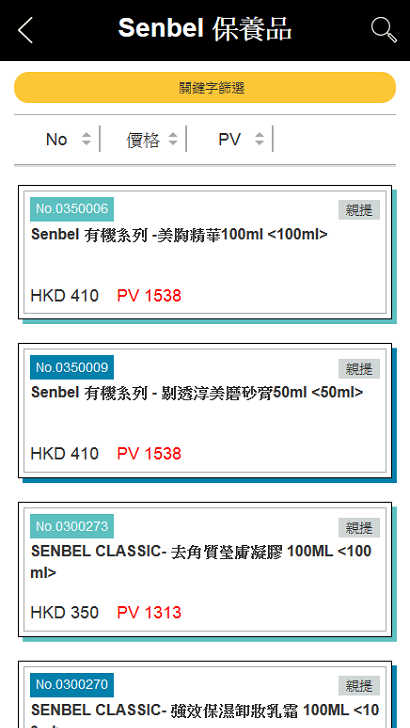 Senbel 保養品
關鍵字篩選
No 價格 PV
No.0350006 親提
Senbel 有機系列 -美胸精華100ml <100ml>
HKD 410 PV 1538
No.0350009 親提
Senbel 有機系列 - 剔透淳美磨砂膏50ml <50ml>
HKD 410 PV 1538
No.0300273 親提
SENBEL CLASSIC- 去角質瑩膚凝膠 100ML <100
ml>
HKD 350 PV 1313
No.0300270 親提
SENBEL CLASSIC- 強效保濕卸妝乳霜 100ML <10